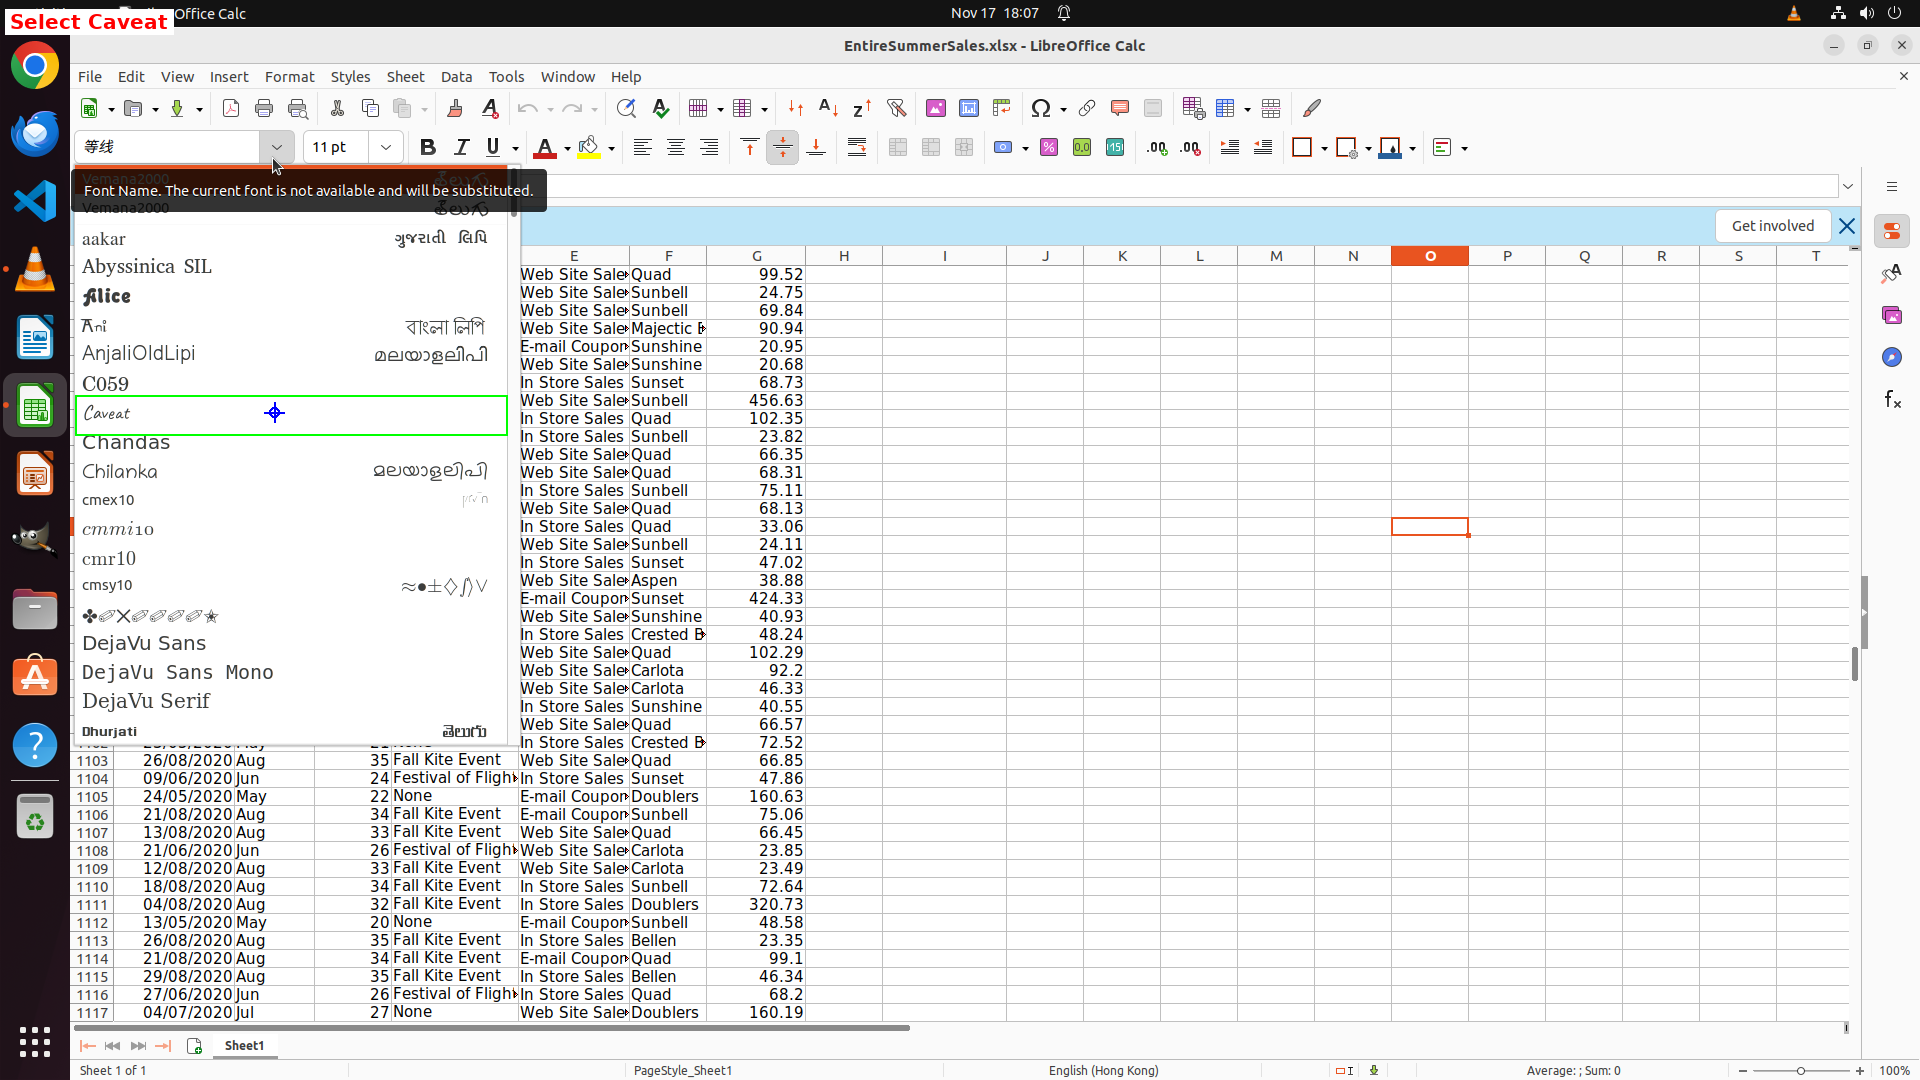 Select Caveat
Office Calc
Nov 17 18:07
EntireSummerSales.xlsx - LibreOffice Calc
File Edit View Insert Format Styles Sheet Data Tools Window Help
等线
11 pt
Font Name. The current font is not available and will be substituted.
Vemana2000
Get involved
aakar ગુજરાતી લિપિ
Abyssinica SIL
Alice
Ani বাংলা লিপি
AnjaliOldLipi മലയാളലിപി
C059
Caveat
Chandas
Chilanka മലയാളലിപി
cmex10
cmmi10
cmr10
cmsy10
DejaVu Sans
DejaVu Sans Mono
DejaVu Serif
Dhurjati తెలుగు
E F G H I J K L M N O P Q R S T
Web Site Sale Quad 99.52
Web Site Sale Sunbell 24.75
Web Site Sale Sunbell 69.84
Web Site Sale Majectic B 90.94
E-mail Coupon Sunshine 20.95
Web Site Sale Sunshine 20.68
In Store Sales Sunset 68.73
Web Site Sale Sunbell 456.63
In Store Sales Quad 102.35
In Store Sales Sunbell 23.82
Web Site Sale Quad 66.35
Web Site Sale Quad 68.31
In Store Sales Sunbell 75.11
Web Site Sale Quad 68.13
In Store Sales Quad 33.06
Web Site Sale Sunbell 24.11
In Store Sales Sunset 47.02
Web Site Sale Aspen 38.88
E-mail Coupon Sunset 424.33
Web Site Sale Sunshine 40.93
In Store Sales Crested B 48.24
Web Site Sale Quad 102.29
Web Site Sale Carlota 92.2
Web Site Sale Carlota 46.33
In Store Sales Sunshine 40.55
Web Site Sale Quad 66.57
In Store Sales Crested B 72.52
1103 26/08/2020 Aug 35 Fall Kite Event Web Site Sale Quad 66.85
1104 09/06/2020 Jun 24 Festival of Fligh In Store Sales Sunset 47.86
1105 24/05/2020 May 22 None E-mail Coupon Doublers 160.63
1106 21/08/2020 Aug 34 Fall Kite Event E-mail Coupon Sunbell 75.06
1107 13/08/2020 Aug 33 Fall Kite Event Web Site Sale Quad 66.45
1108 21/06/2020 Jun 26 Festival of Fligh Web Site Sale Carlota 23.85
1109 12/08/2020 Aug 33 Fall Kite Event Web Site Sale Carlota 23.49
1110 18/08/2020 Aug 34 Fall Kite Event In Store Sales Sunbell 72.64
1111 04/08/2020 Aug 32 Fall Kite Event In Store Sales Doublers 320.73
1112 13/05/2020 May 20 None E-mail Coupon Sunbell 48.58
1113 26/08/2020 Aug 35 Fall Kite Event In Store Sales Bellen 23.35
1114 21/08/2020 Aug 34 Fall Kite Event E-mail Coupon Quad 99.1
1115 29/08/2020 Aug 35 Fall Kite Event In Store Sales Bellen 46.34
1116 27/06/2020 Jun 26 Festival of Fligh In Store Sales Quad 68.2
1117 04/07/2020 Jul 27 None Web Site Sale Doublers 160.19
Sheet1
Sheet 1 of 1 PageStyle_Sheet1 English (Hong Kong) Average: ; Sum: 0 100%